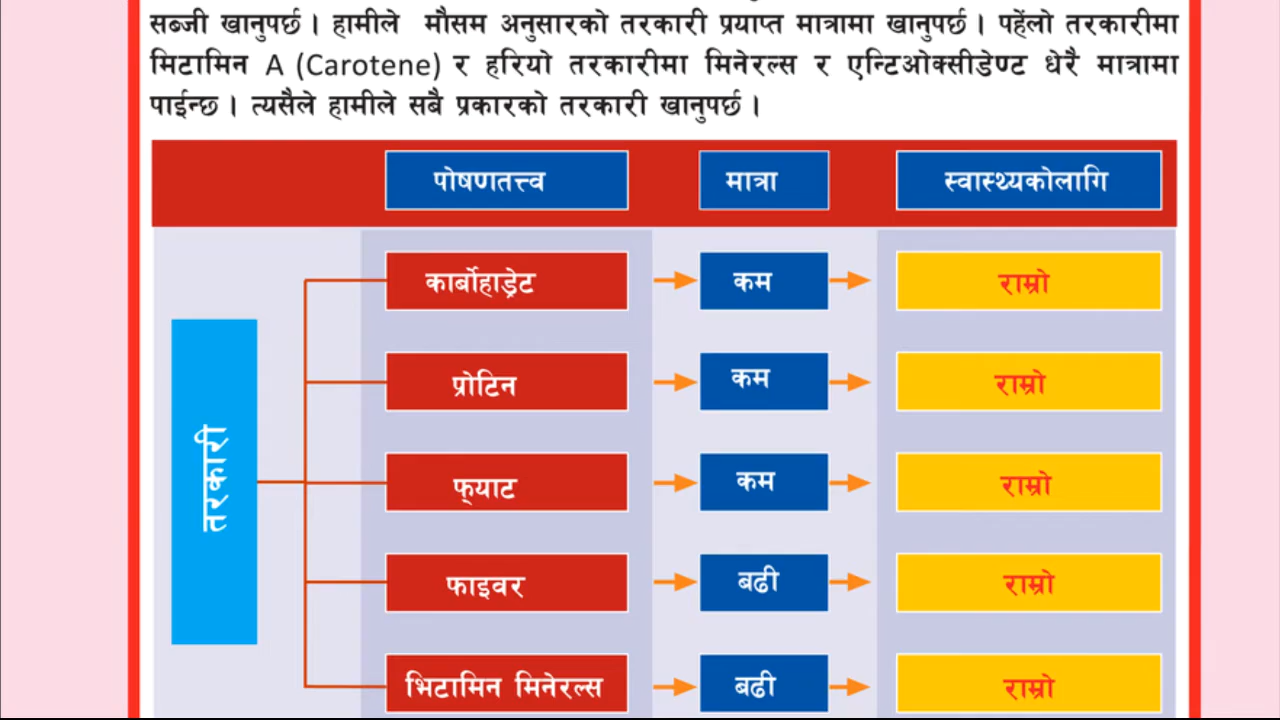 सब्जी खानुपर्छ । हामीले मौसम अनुसारको तरकारी प्रयाप्त मात्रामा खानुपर्छ । पहेंलो तरकारीमा
मिटामिन A (Carotene) र हरियो तरकारीमा मिनेरल्स र एन्टिओक्सीडेण्ट धेरै मात्रामा
पाईन्छ । त्यसैले हामीले सबै प्रकारको तरकारी खानुपर्छ ।
पोषणतत्त्व मात्रा स्वास्थ्यकोलागि
तरकारी
कार्बोहाड्रेट कम राम्रो
प्रोटिन कम राम्रो
फ्याट कम राम्रो
फाइवर बढी राम्रो
भिटामिन मिनेरल्स बढी राम्रो